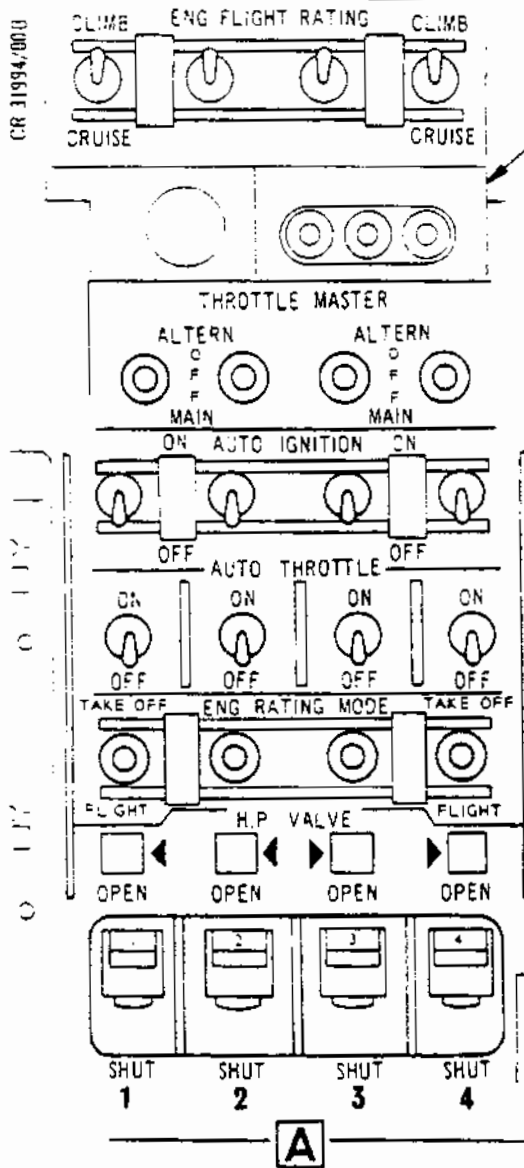 CR 31994/00B
CLIMB ENG FLIGHT RATING CLIMB
CRUISE CRUISE
THROTTLE MASTER
ALTERN ALTERN
O O
F F
F F
MAIN MAIN
ON AUTO IGNITION ON
OFF OFF
AUTO THROTTLE
ON ON ON ON
OFF OFF OFF OFF
TAKE OFF ENG RATING MODE TAKE OFF
FLIGHT FLIGHT
H.P VALVE
OPEN OPEN OPEN OPEN
1 2 3 4
SHUT SHUT SHUT SHUT
1 2 3 4
A